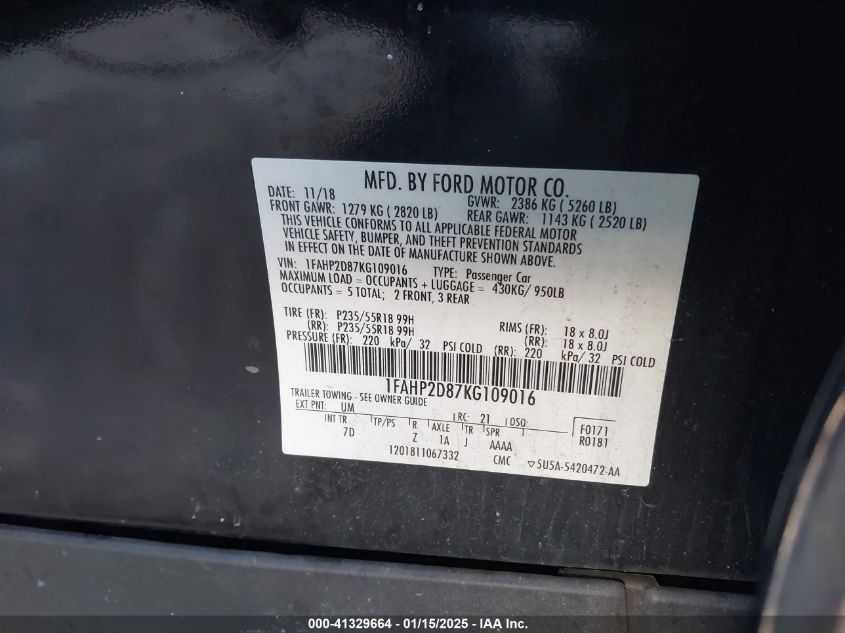 MFD. BY FORD MOTOR CO.
DATE: 11/18 GVWR: 2386 KG ( 5260 LB)
FRONT GAWR: 1279 KG ( 2820 LB) REAR GAWR: 1143 KG ( 2520 LB)
THIS VEHICLE CONFORMS TO ALL APPLICABLE FEDERAL MOTOR
VEHICLE SAFETY, BUMPER, AND THEFT PREVENTION STANDARDS
IN EFFECT ON THE DATE OF MANUFACTURE SHOWN ABOVE.
VIN: 1FAHP2D87KG109016 TYPE: Passenger Car
MAXIMUM LOAD = OCCUPANTS + LUGGAGE = 430KG/ 950LB
OCCUPANTS = 5 TOTAL; 2 FRONT, 3 REAR
TIRE (FR): P235/55R18 99H RIMS (FR): 18 x 8.0J
(RR): P235/55R18 99H (RR): 18 x 8.0J
PRESSURE (FR): 220 kPa/ 32 PSI COLD (RR): 220 kPa/ 32 PSI COLD
1FAHP2D87KG109016
TRAILER TOWING - SEE OWNER GUIDE
EXT PNT: UM RC: 21 DSO: F0171
INT TR TP/PS R AXLE TR SPR R0181
7D Z 1A J AAAA
1201811067332 CMC ▽5U5A-5420472-AA
000-41329664 - 01/15/2025 - IAAI Inc.